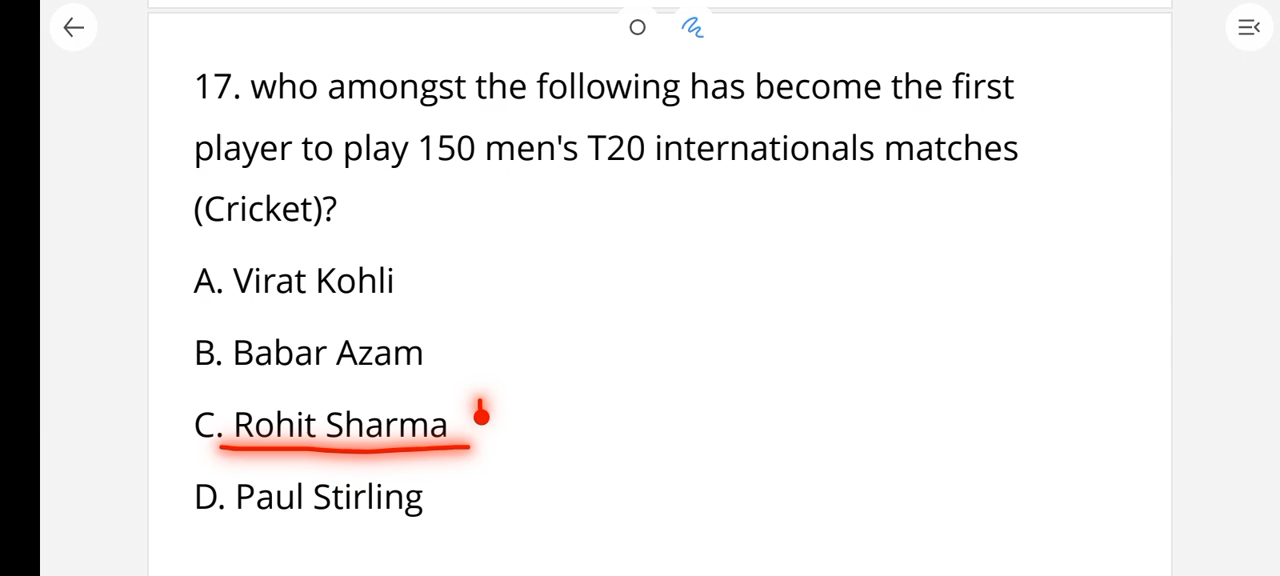 17. who amongst the following has become the first
player to play 150 men's T20 internationals matches
(Cricket)?
A. Virat Kohli
B. Babar Azam
C. Rohit Sharma
D. Paul Stirling